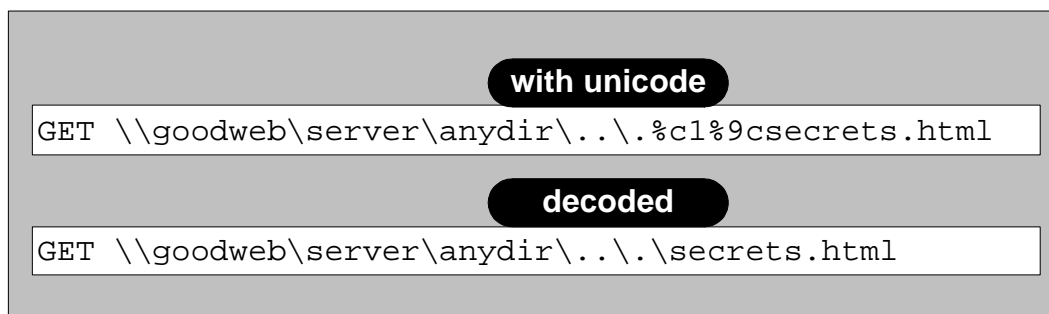 with unicode
GET \\goodweb\server\anydir\..\.%c1%9csecrets.html
decoded
GET \\goodweb\server\anydir\..\.\secrets.html